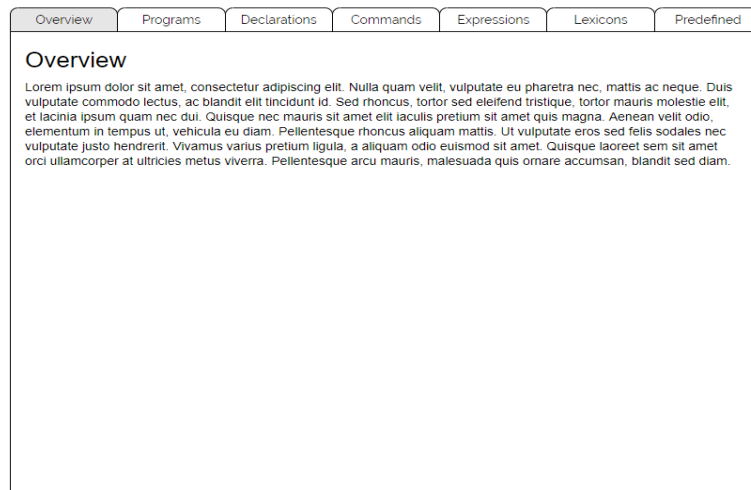 Overview Programs Declarations Commands Expressions Lexicons Predefined
Overview
Lorem ipsum dolor sit amet, consectetur adipiscing elit. Nulla quam velit, vulputate eu pharetra nec, mattis ac neque. Duis
vulputate commodo lectus, ac blandit elit tincidunt id. Sed rhoncus, tortor sed eleifend tristique, tortor mauris molestie elit,
et lacinia ipsum quam nec dui. Quisque nec mauris sit amet elit iaculis pretium sit amet quis magna. Aenean velit odio,
elementum in tempus ut, vehicula eu diam. Pellentesque rhoncus aliquam mattis. Ut vulputate eros sed felis sodales nec
vulputate justo hendrerit. Vivamus varius pretium ligula, a aliquam odio euismod sit amet. Quisque laoreet sem sit amet
orci ullamcorper at ultricies metus viverra. Pellentesque arcu mauris, malesuada quis ornare accumsan, blandit sed diam.